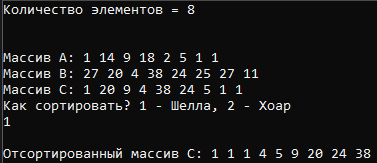 Количество элементов = 8
Массив А: 1 14 9 18 2 5 1 1
Массив В: 27 20 4 38 24 25 27 11
Массив С: 1 20 9 4 38 24 5 1 1
Как сортировать? 1 - Шелла, 2 - Хоар
1
Отсортированный массив С: 1 1 1 4 5 9 20 24 38